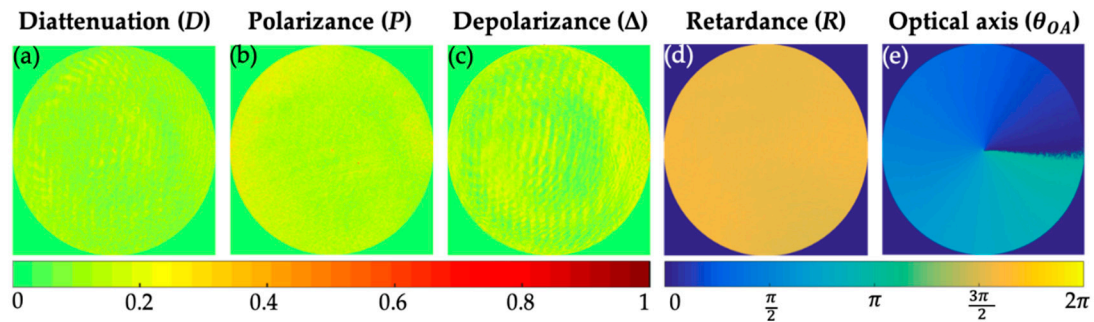 Diattenuation (D) Polarizance (P) Depolarizance (Δ) Retardance (R) Optical axis (θ_OA)
(a) (b) (c) (d) (e)
0 0.2 0.4 0.6 0.8 1 0 π/2 π 3π/2 2π